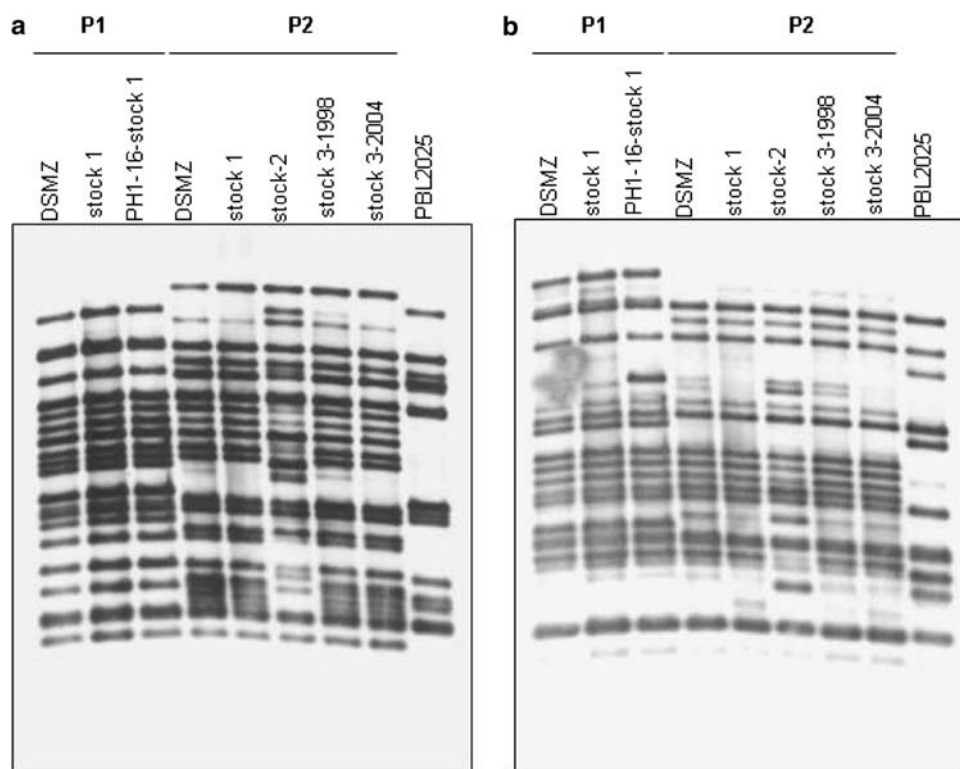 a
P1
P2
DSMZ
stock 1
PH1-16-stock 1
DSMZ
stock 1
stock-2
stock 3-1998
stock 3-2004
PBL2025
b
P1
P2
DSMZ
stock 1
PH1-16-stock 1
DSMZ
stock 1
stock-2
stock 3-1998
stock 3-2004
PBL2025